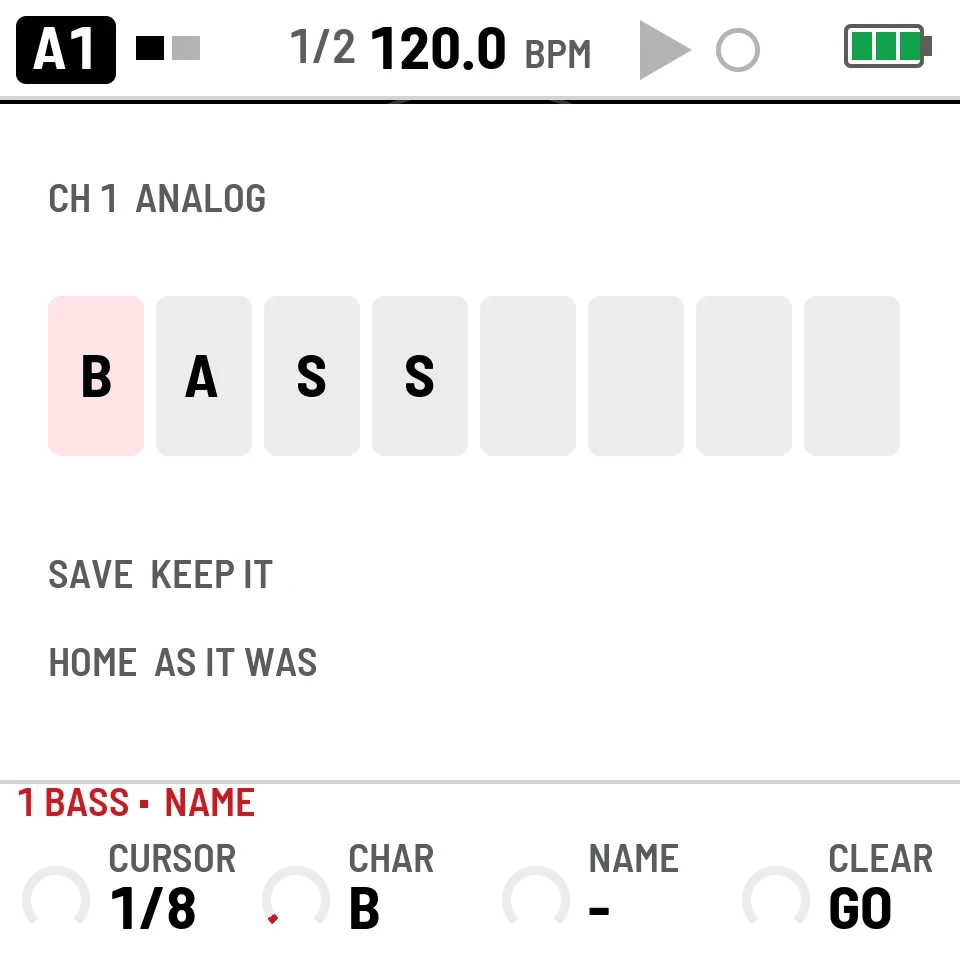 A1 1/2 120.0 BPM
CH 1 ANALOG
B A S S
SAVE KEEP IT
HOME AS IT WAS
1 BASS ▪ NAME
CURSOR CHAR NAME CLEAR
1/8 B - GO